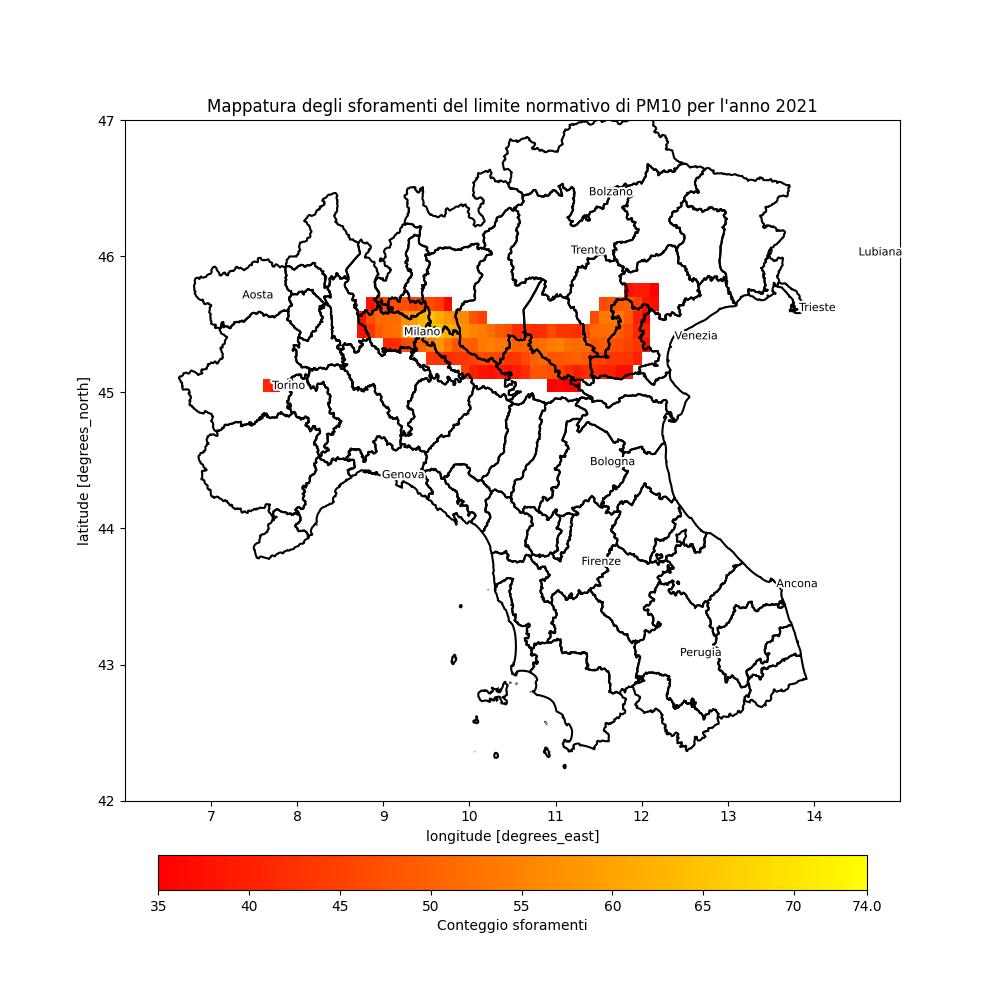 Mappatura degli sforamenti del limite normativo di PM10 per l'anno 2021
47
Bolzano
46
Trento
Lubiana
Aosta
Trieste
Milano
Venezia
45
Torino
Bologna
Genova
44
Firenze
Ancona
43
Perugia
42
7 8 9 10 11 12 13 14
latitude [degrees_north]
longitude [degrees_east]
35 40 45 50 55 60 65 70 74.0
Conteggio sforamenti